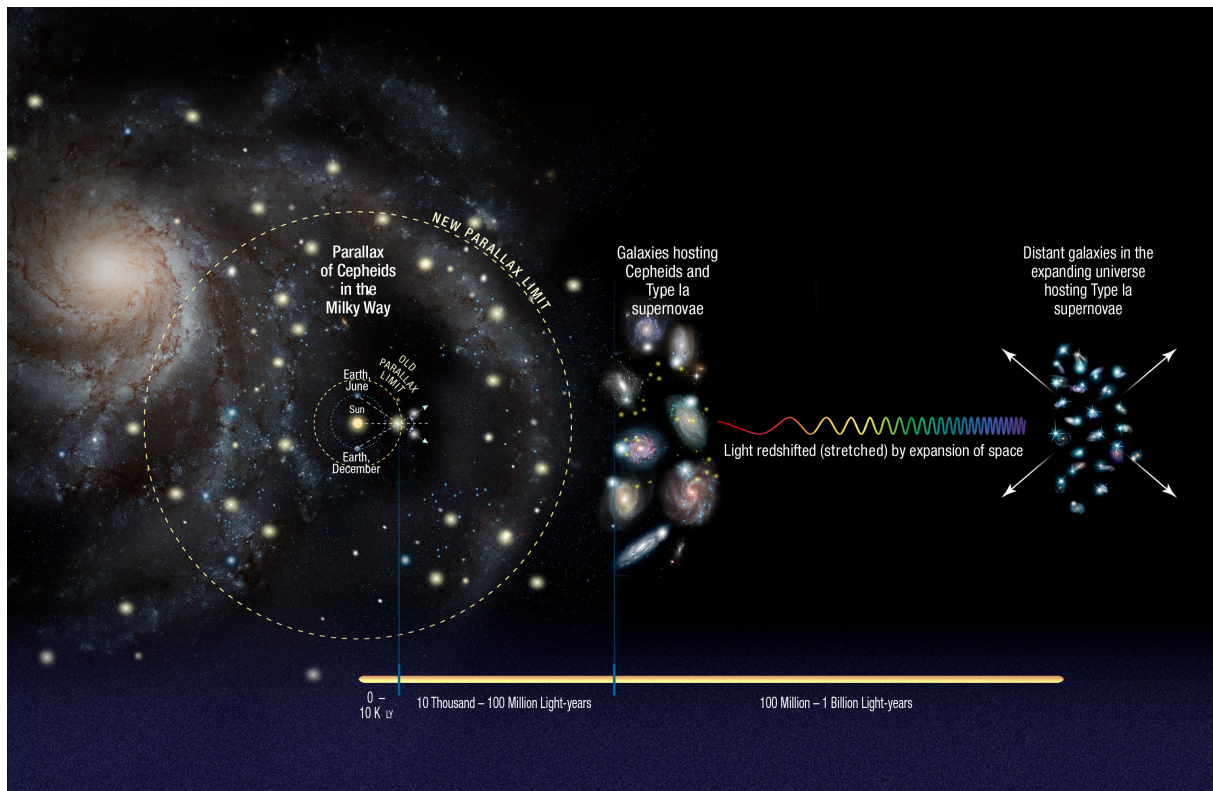 NEW PARALLAX LIMIT
Parallax
of Cepheids
in the
Milky Way
Galaxies hosting
Cepheids and
Type Ia
supernovae
Distant galaxies in the
expanding universe
hosting Type Ia
supernovae
OLD
PARALLAX
LIMIT
Earth,
June
Sun
Earth,
December
Light redshifted (stretched) by expansion of space
0 –
10 K LY
10 Thousand – 100 Million Light-years
100 Million – 1 Billion Light-years